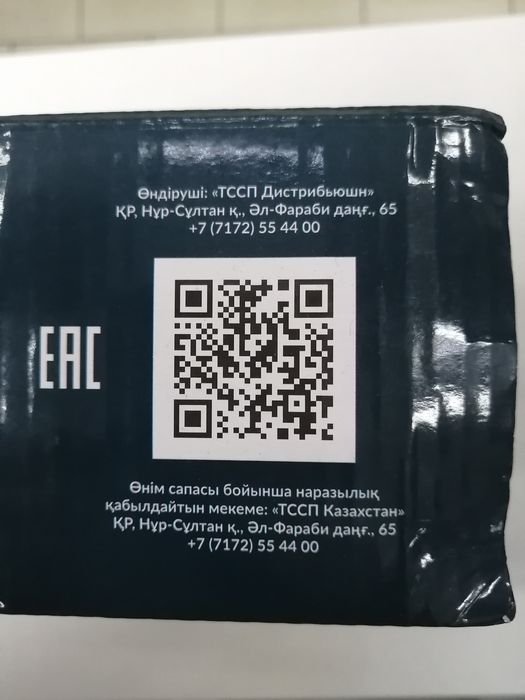 Өндіруші: «ТССП Дистрибьюшн»
ҚР, Нұр-Сұлтан қ., Әл-Фараби даңғ., 65
+7 (7172) 55 44 00
EAC
Өнім сапасы бойынша наразылық
қабылдайтын мекеме: «ТССП Казахстан»
ҚР, Нұр-Сұлтан қ., Әл-Фараби даңғ., 65
+7 (7172) 55 44 00